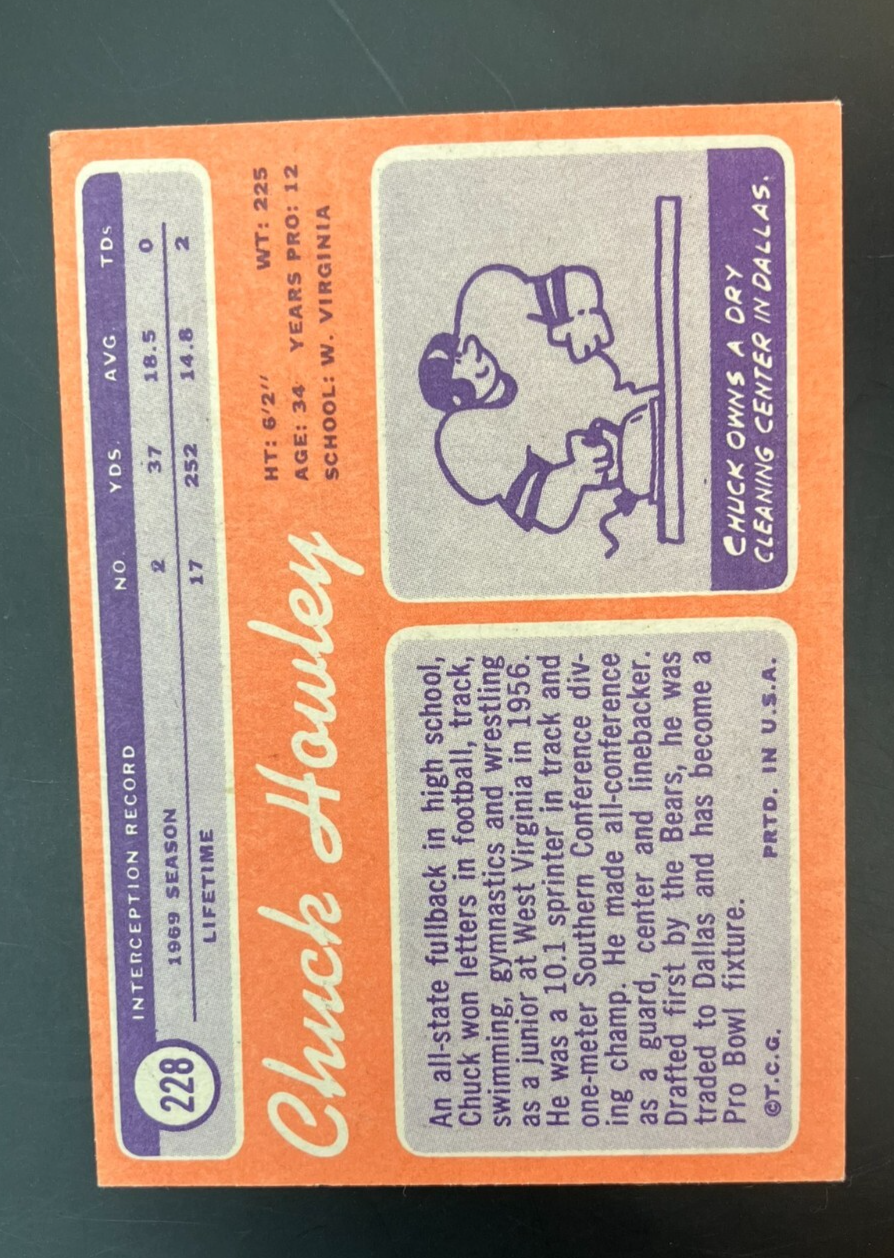 228
INTERCEPTION RECORD NO. YDS. AVG. TDs
1969 SEASON 2 37 18.5 0
LIFETIME 17 252 14.8 2
Chuck Howley
HT: 6'2" WT: 225
AGE: 34 YEARS PRO: 12
SCHOOL: W. VIRGINIA
An all-state fullback in high school,
Chuck won letters in football, track,
swimming, gymnastics and wrestling
as a junior at West Virginia in 1956.
He was a 10.1 sprinter in track and
one-meter Southern Conference div-
ing champ. He made all-conference
as a guard, center and linebacker.
Drafted first by the Bears, he was
traded to Dallas and has become a
Pro Bowl fixture.
©T.C.G. PRTD. IN U.S.A.
CHUCK OWNS A DRY
CLEANING CENTER IN DALLAS.